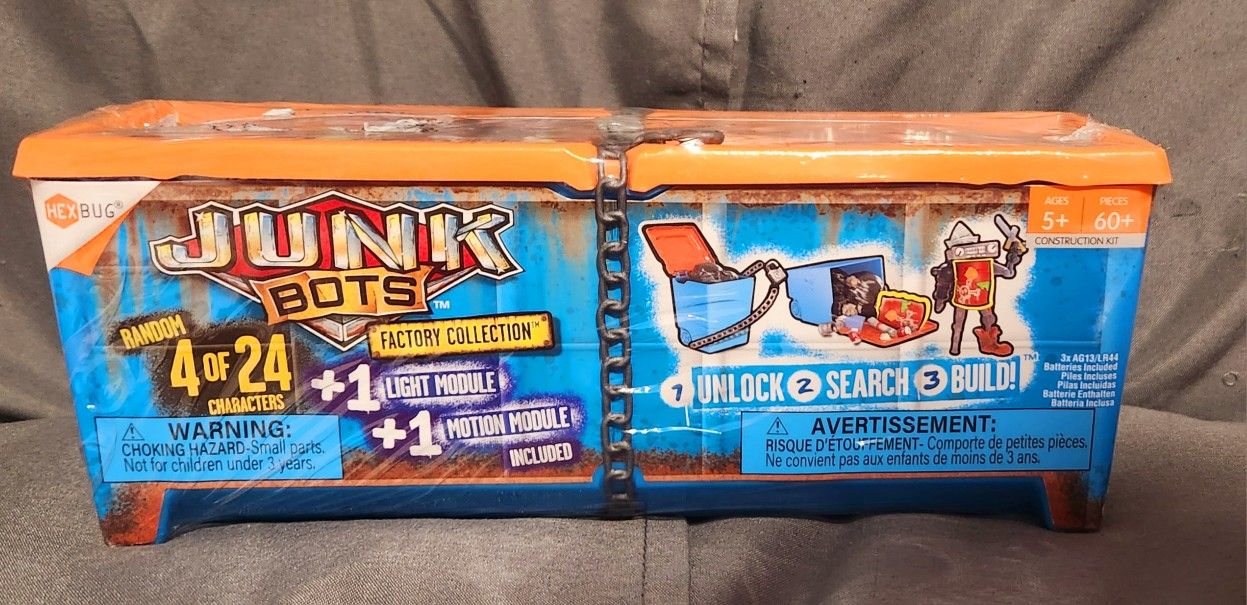 HEXBUG®
JUNK
BOTS™
FACTORY COLLECTION™
RANDOM
4 OF 24
CHARACTERS
+1 LIGHT MODULE
+1 MOTION MODULE
INCLUDED
WARNING:
CHOKING HAZARD-Small parts.
Not for children under 3 years.
AGES
5+
PIECES
60+
CONSTRUCTION KIT
1 UNLOCK 2 SEARCH 3 BUILD!™
3x AG13/LR44
Batteries Included
Piles Incluses
Pilas Incluidas
Batterie Enthalten
Batteria Inclusa
AVERTISSEMENT:
RISQUE D'ÉTOUFFEMENT- Comporte de petites pièces.
Ne convient pas aux enfants de moins de 3 ans.